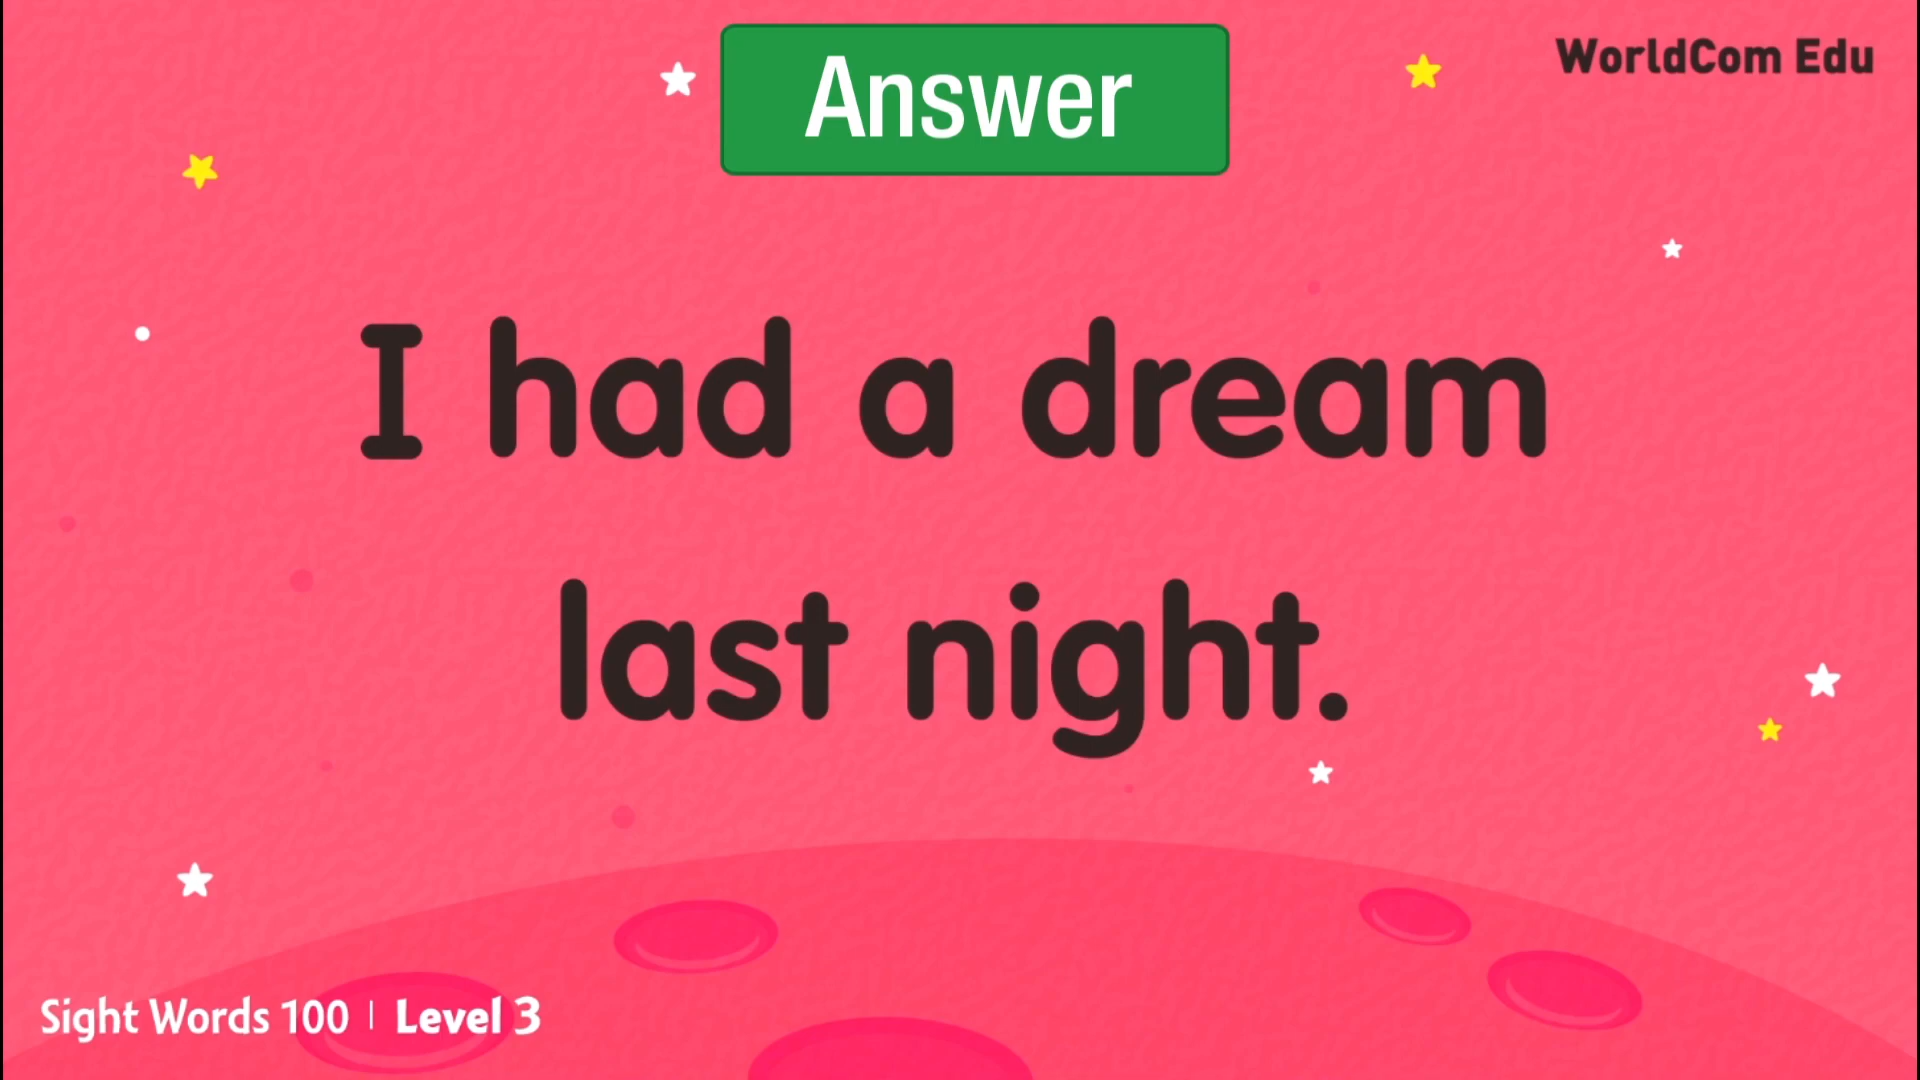 Answer
WorldCom Edu
I had a dream
last night.
Sight Words 100 | Level 3